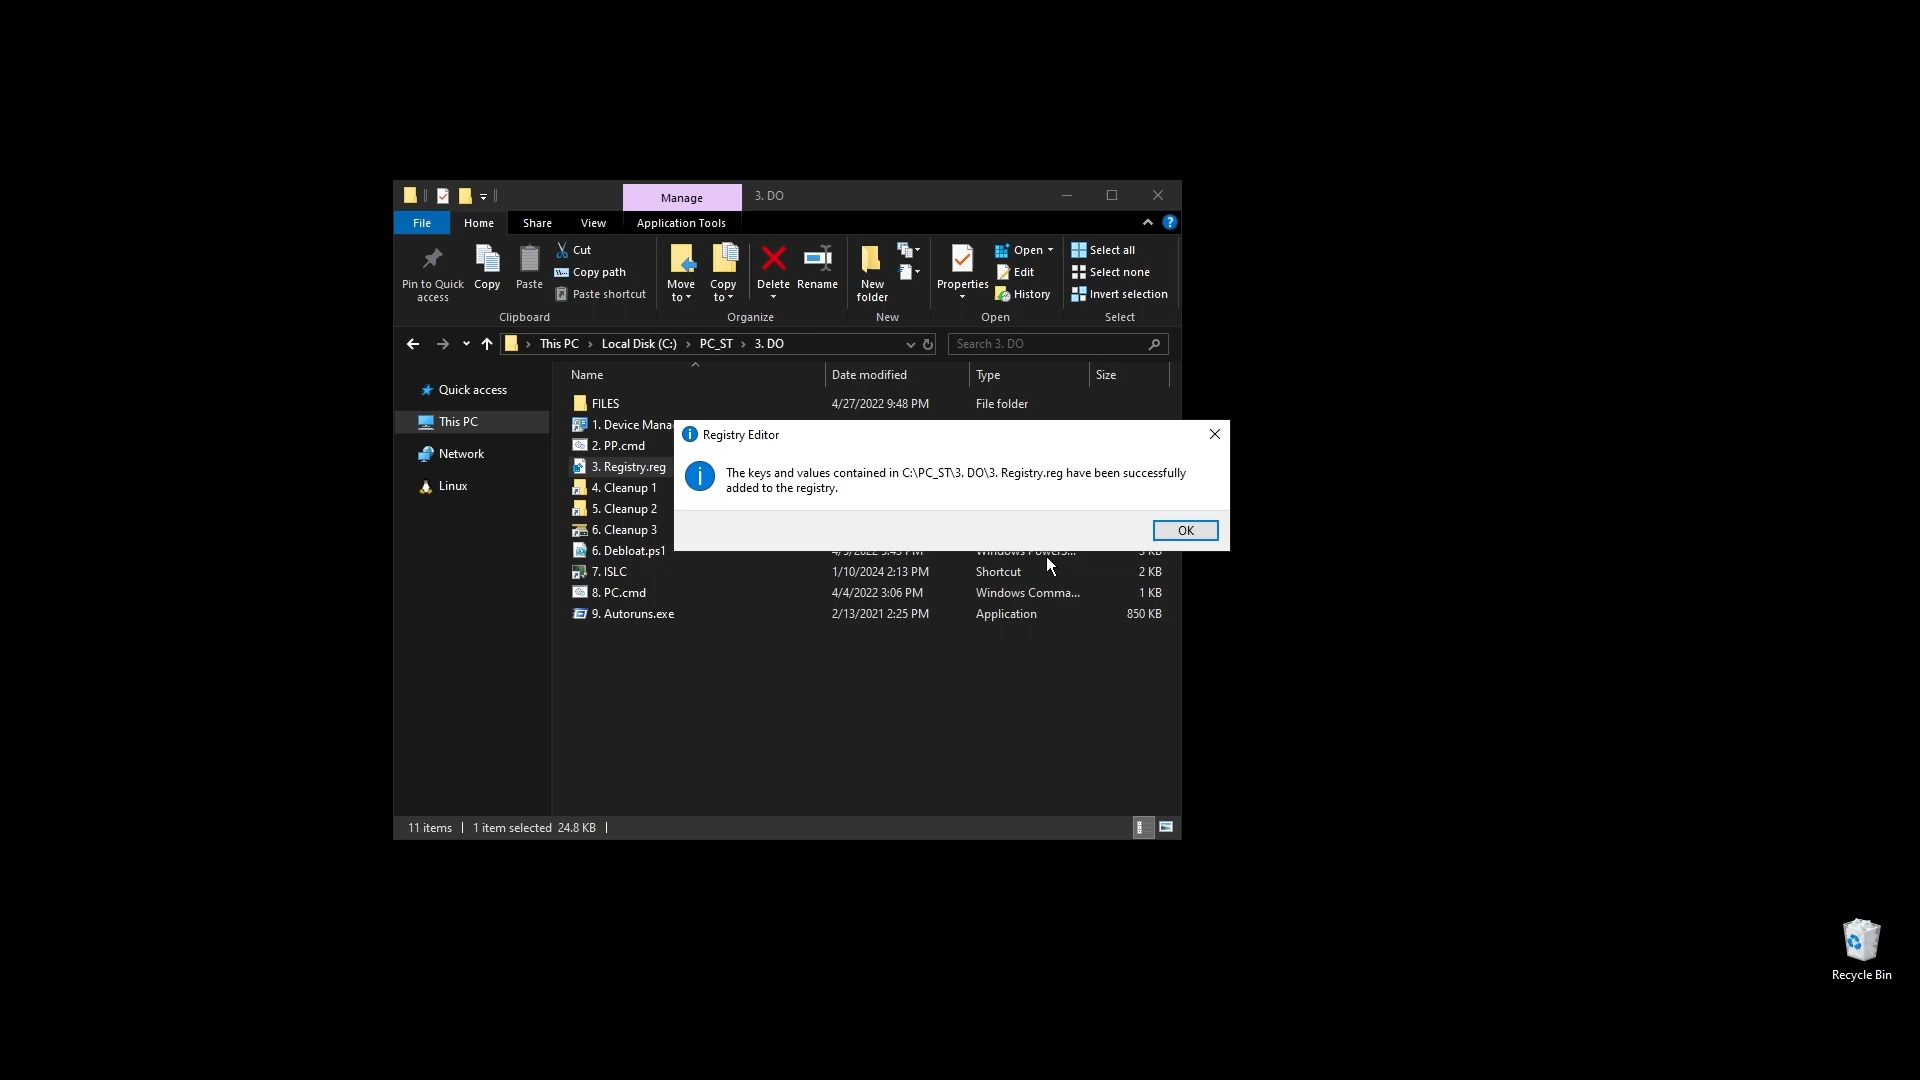 Manage
3. DO
File
Home
Share
View
Application Tools
Pin to Quick
access
Copy
Paste
Cut
Copy path
Paste shortcut
Clipboard
Move
to
Copy
to
Delete
Rename
Organize
New
folder
New
Properties
Open
Edit
History
Open
Select all
Select none
Invert selection
Select
This PC
Local Disk (C:)
PC_ST
3. DO
Search 3. DO
Quick access
This PC
Network
Linux
Name Date modified Type Size
FILES 4/27/2022 9:48 PM File folder
1. Device Mana
2. PP.cmd
3. Registry.reg
4. Cleanup 1
5. Cleanup 2
6. Cleanup 3
6. Debloat.ps1
7. ISLC 1/10/2024 2:13 PM Shortcut 2 KB
8. PC.cmd 4/4/2022 3:06 PM Windows Comma... 1 KB
9. Autoruns.exe 2/13/2021 2:25 PM Application 850 KB
Registry Editor
The keys and values contained in C:\PC_ST\3. DO\3. Registry.reg have been successfully
added to the registry.
OK
11 items
1 item selected 24.8 KB
Recycle Bin